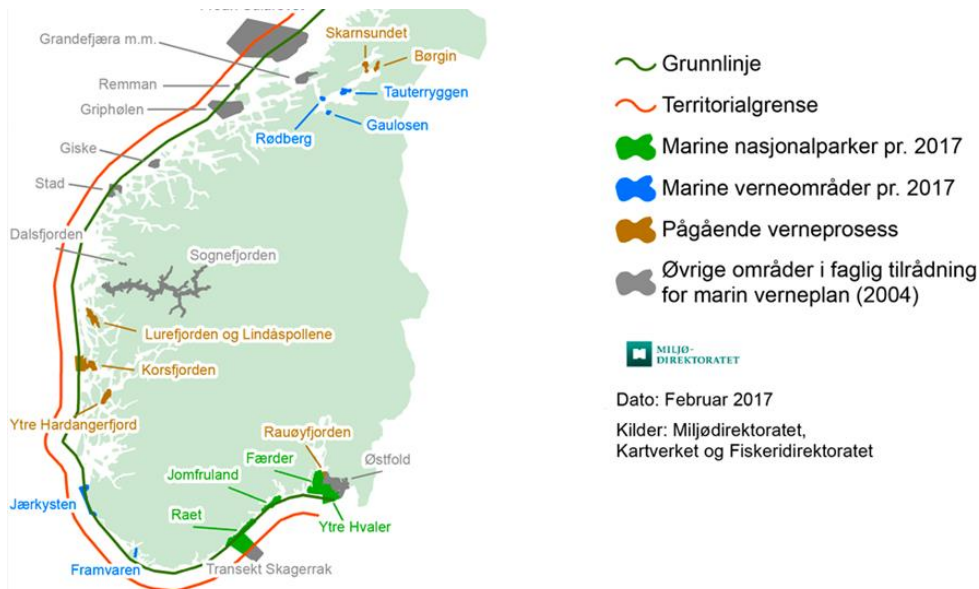 Grandefjæra m.m.
Skarnsundet
Børgin
Remman
Tauterryggen
Griphølen
Rødberg
Gaulosen
Giske
Stad
Dalsfjorden
Sognefjorden
Lurefjorden og Lindåspollene
Korsfjorden
Ytre Hardangerfjord
Rauøyfjorden
Færder
Østfold
Jomfruland
Jærkysten
Raet
Ytre Hvaler
Framvaren
Transekt Skagerrak
Grunnlinje
Territorialgrense
Marine nasjonalparker pr. 2017
Marine verneområder pr. 2017
Pågående verneprosess
Øvrige områder i faglig tilrådning
for marin verneplan (2004)
MILJØ-
DIREKTORATET
Dato: Februar 2017
Kilder: Miljødirektoratet,
Kartverket og Fiskeridirektoratet